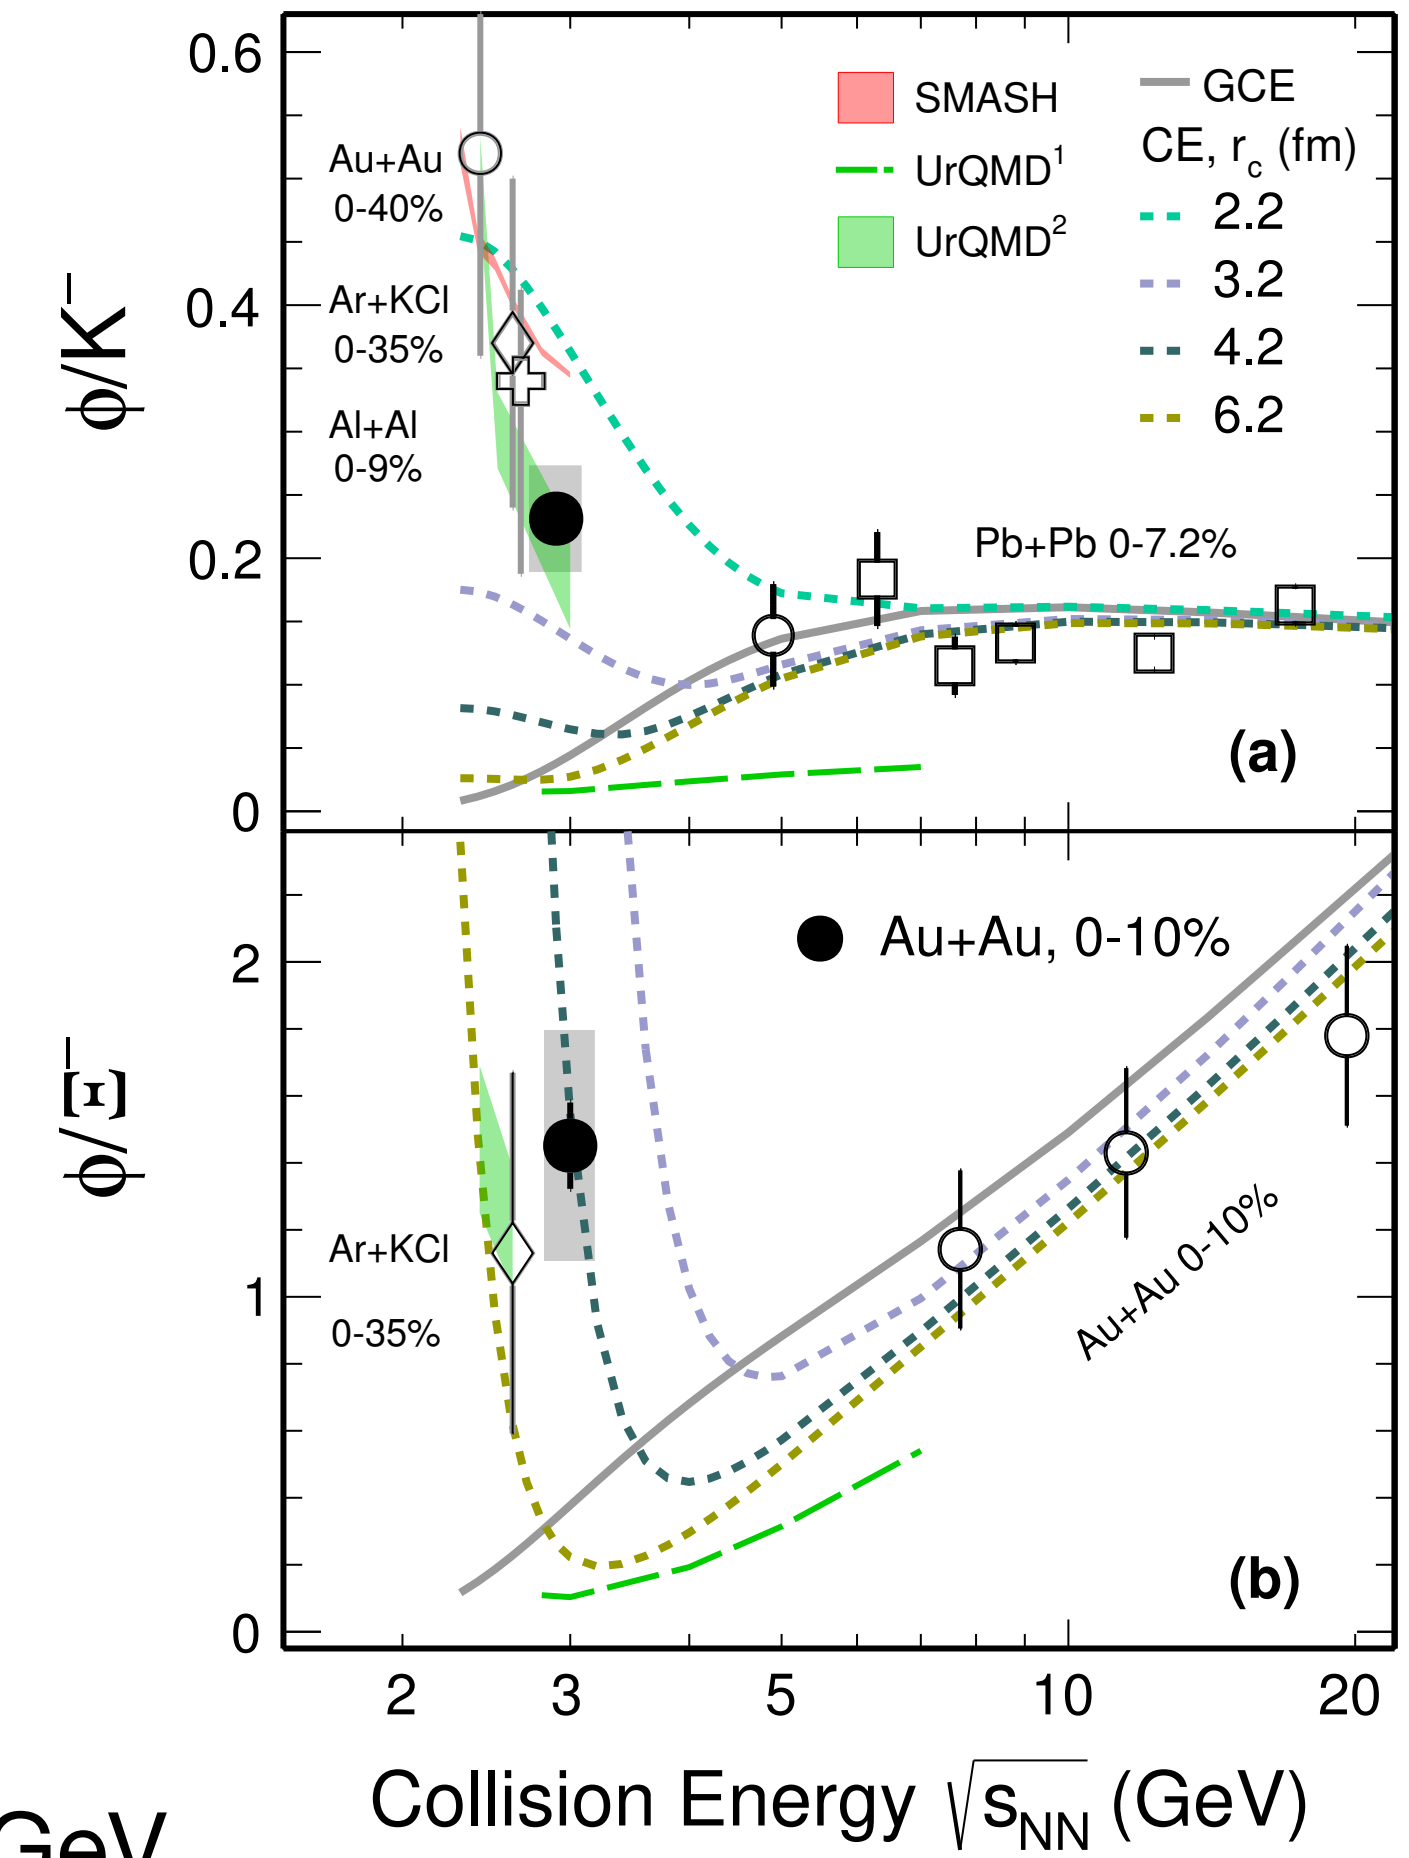 0.6
0.4
0.2
0
ϕ/K⁻
SMASH
UrQMD¹
UrQMD²
GCE
CE, r_c (fm)
2.2
3.2
4.2
6.2
Au+Au
0-40%
Ar+KCl
0-35%
Al+Al
0-9%
Pb+Pb 0-7.2%
(a)
2
1
0
ϕ/Ξ⁻
Au+Au, 0-10%
Ar+KCl
0-35%
Au+Au 0-10%
(b)
2 3 5 10 20
Collision Energy √s_NN (GeV)
GeV